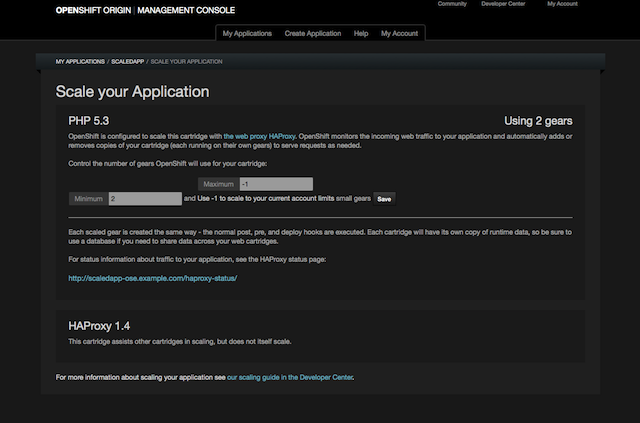 OPENSHIFT ORIGIN | MANAGEMENT CONSOLE
Community Developer Center My Account
My Applications Create Application Help My Account
MY APPLICATIONS / SCALEDAPP / SCALE YOUR APPLICATION
Scale your Application
PHP 5.3 Using 2 gears
OpenShift is configured to scale this cartridge with the web proxy HAProxy. OpenShift monitors the incoming web traffic to your application and automatically adds or
removes copies of your cartridge (each running on their own gears) to serve requests as needed.
Control the number of gears OpenShift will use for your cartridge:
Maximum -1
Minimum 2 and Use -1 to scale to your current account limits small gears Save
Each scaled gear is created the same way - the normal post, pre, and deploy hooks are executed. Each cartridge will have its own copy of runtime data, so be sure to
use a database if you need to share data across your web cartridges.
For status information about traffic to your application, see the HAProxy status page:
http://scaledapp-ose.example.com/haproxy-status/
HAProxy 1.4
This cartridge assists other cartridges in scaling, but does not itself scale.
For more information about scaling your application see our scaling guide in the Developer Center.